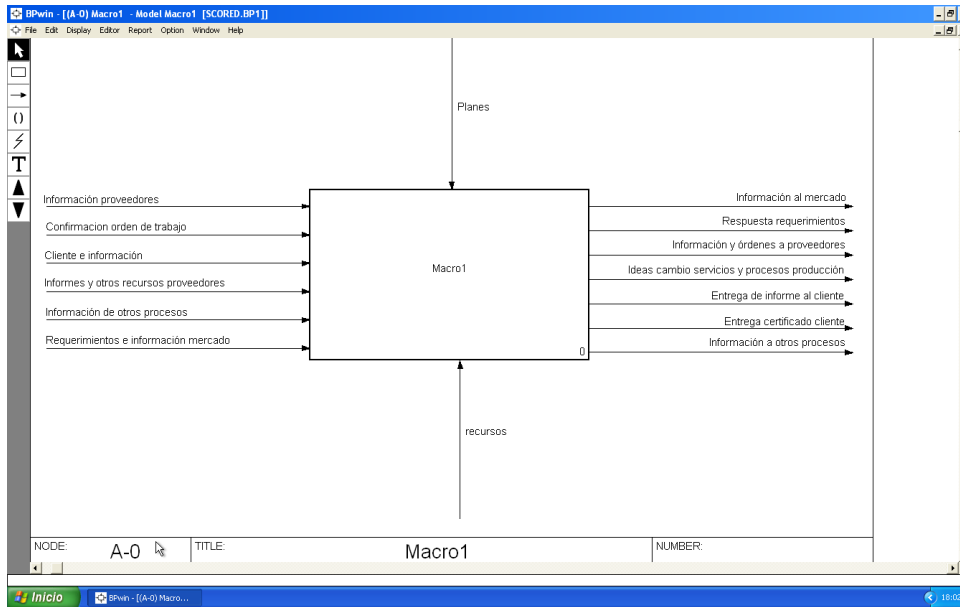 BPwin - [(A-0) Macro1 - Model Macro1 [SCORED.BP1]]
File Edit Display Editor Report Option Window Help
Planes
Información proveedores
Confirmacion orden de trabajo
Cliente e información
Informes y otros recursos proveedores
Información de otros procesos
Requerimientos e información mercado
Macro1
0
Información al mercado
Respuesta requerimientos
Información y órdenes a proveedores
Ideas cambio servicios y procesos producción
Entrega de informe al cliente
Entrega certificado cliente
Información a otros procesos
recursos
NODE: A-0 TITLE: Macro1 NUMBER:
Inicio BPwin - [(A-0) Macro... 18:02